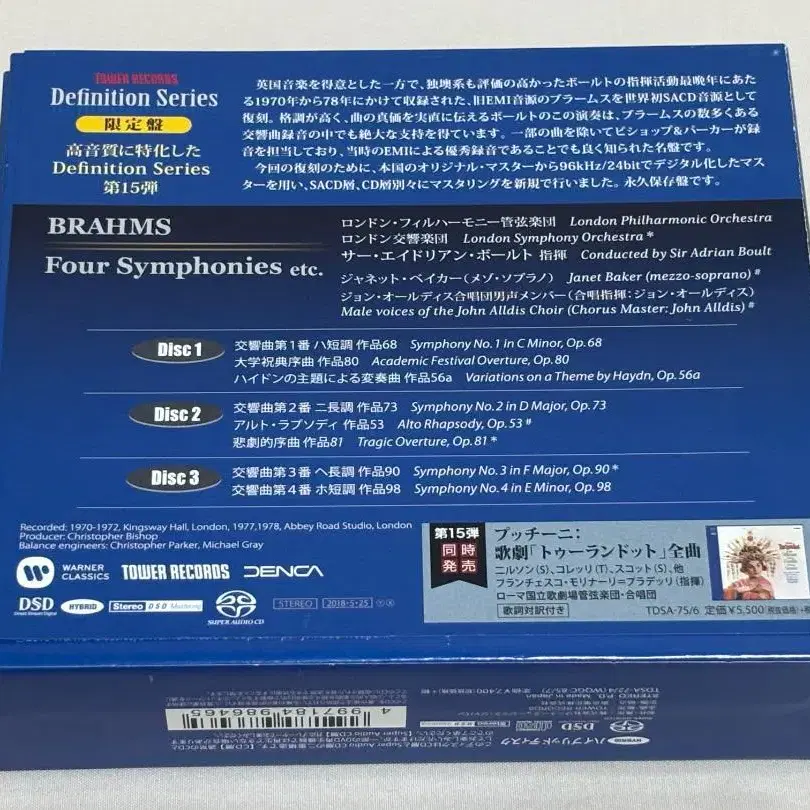 TOWER RECORDS
Definition Series
限定盤
高音質に特化した
Definition Series
第15弾
英国音楽を得意とした一方で、独墺系も評価の高かったボールトの指揮活動最晩年にあた
る1970年から78年にかけて収録された、旧EMI音源のブラームスを世界初SACD音源として
復刻。格調が高く、曲の真価を実直に伝えるボールトのこの演奏は、ブラームスの数多くある
交響曲録音の中でも絶大な支持を得ています。一部の曲を除いてビショップ&パーカーが録
音を担当しており、当時のEMIによる優秀録音であることでも良く知られた名盤です。
今回の復刻のために、本国のオリジナル・マスターから96kHz/24bitでデジタル化したマス
ターを用い、SACD層、CD層別々にマスタリングを新規で行いました。永久保存盤です。
BRAHMS
Four Symphonies etc.
ロンドン・フィルハーモニー管弦楽団 London Philharmonic Orchestra
ロンドン交響楽団 London Symphony Orchestra *
サー・エイドリアン・ボールト 指揮 Conducted by Sir Adrian Boult
ジャネット・ベイカー(メゾ・ソプラノ) Janet Baker (mezzo-soprano) #
ジョン・オールディス合唱団男声メンバー(合唱指揮:ジョン・オールディス)
Male voices of the John Alldis Choir (Chorus Master: John Alldis) #
Disc 1
交響曲第1番 ハ短調 作品68 Symphony No. 1 in C Minor, Op.68
大学祝典序曲 作品80 Academic Festival Overture, Op.80
ハイドンの主題による変奏曲 作品56a Variations on a Theme by Haydn, Op.56a
Disc 2
交響曲第2番 ニ長調 作品73 Symphony No.2 in D Major, Op.73
アルト・ラプソディ 作品53 Alto Rhapsody, Op.53 #
悲劇的序曲 作品81 Tragic Overture, Op.81 *
Disc 3
交響曲第3番 ヘ長調 作品90 Symphony No.3 in F Major, Op.90 *
交響曲第4番 ホ短調 作品98 Symphony No.4 in E Minor, Op.98
Recorded: 1970-1972, Kingsway Hall, London, 1977,1978, Abbey Road Studio, London
Producer: Christopher Bishop
Balance engineers: Christopher Parker, Michael Gray
WARNER CLASSICS
TOWER RECORDS
DENCA
DSD
Direct Stream Digital
HYBRID
Stereo DSD Mastering
SUPER AUDIO CD
STEREO
2018・5・25
第15弾
同時
発売
プッチーニ:
歌劇「トゥーランドット」全曲
ニルソン(S)、コレッリ(T)、スコット(S)、他
フランチェスコ・モリナーリ=プラデッリ(指揮)
ローマ国立歌劇場管弦楽団・合唱団
歌詞対訳付き
TDSA-75/6 定価¥5,500
4 997184 986465
HYBRID
ハイブリッドディスク
DSD